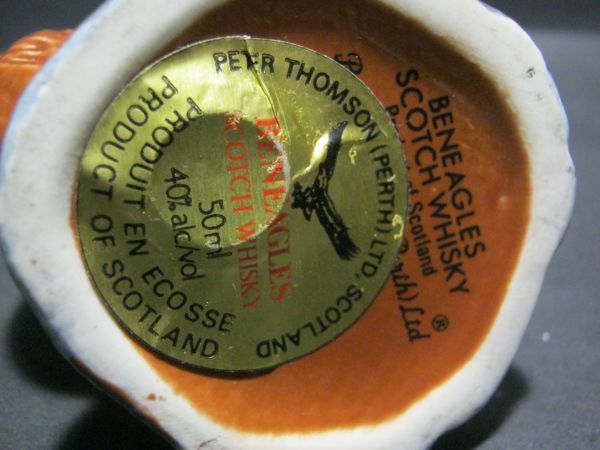 PETER THOMSON (PERTH) LTD. SCOTLAND
BENEAGLES
SCOTCH WHISKY
50ml
40% alc/vol
PRODUIT EN ECOSSE
PRODUCT OF SCOTLAND
BENEAGLES
SCOTCH WHISKY
Scotland
Ltd
®